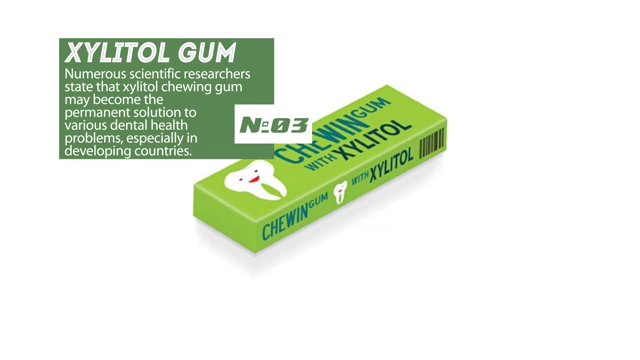 XYLITOL GUM
Numerous scientific researchers
state that xylitol chewing gum
may become the
permanent solution to
various dental health
problems, especially in
developing countries.
№03
CHEWINGUM
WITH XYLITOL
CHEWINGUM
WITH XYLITOL